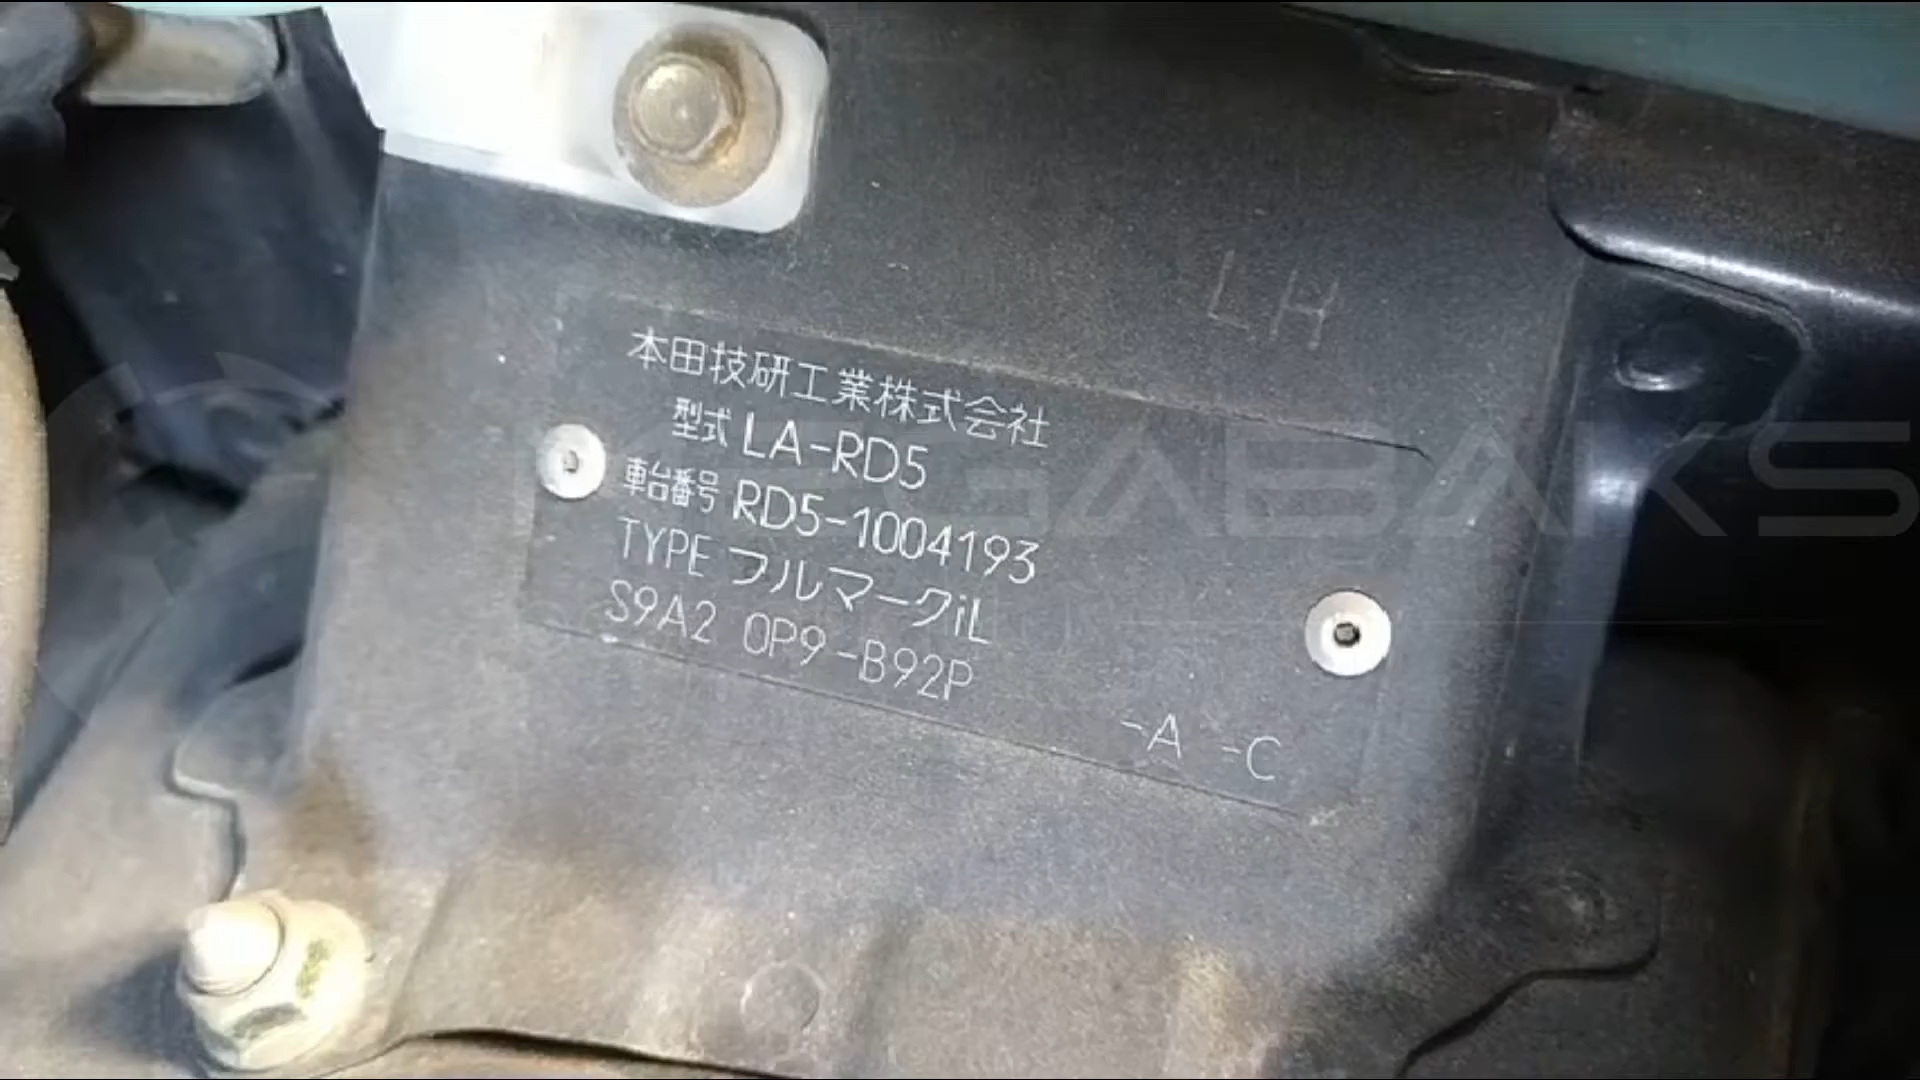 LH
本田技研工業株式会社
型式 LA-RD5
車台番号 RD5-1004193
TYPE フルマークiL
S9A2 0P9-B92P
-A -C
EGABAKS